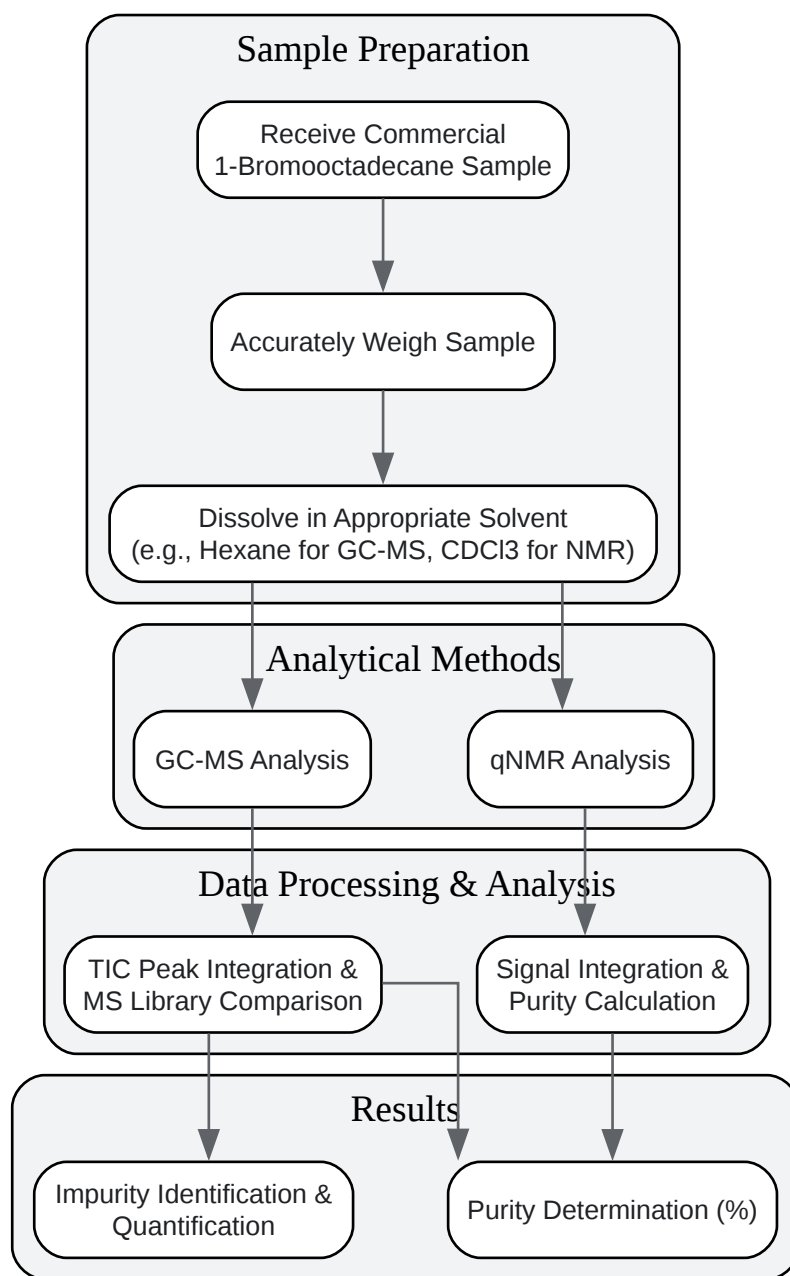 Sample Preparation
Receive Commercial
1-Bromooctadecane Sample
Accurately Weigh Sample
Dissolve in Appropriate Solvent
(e.g., Hexane for GC-MS, CDCl3 for NMR)
Analytical Methods
GC-MS Analysis
qNMR Analysis
Data Processing & Analysis
TIC Peak Integration &
MS Library Comparison
Signal Integration &
Purity Calculation
Results
Impurity Identification &
Quantification
Purity Determination (%)